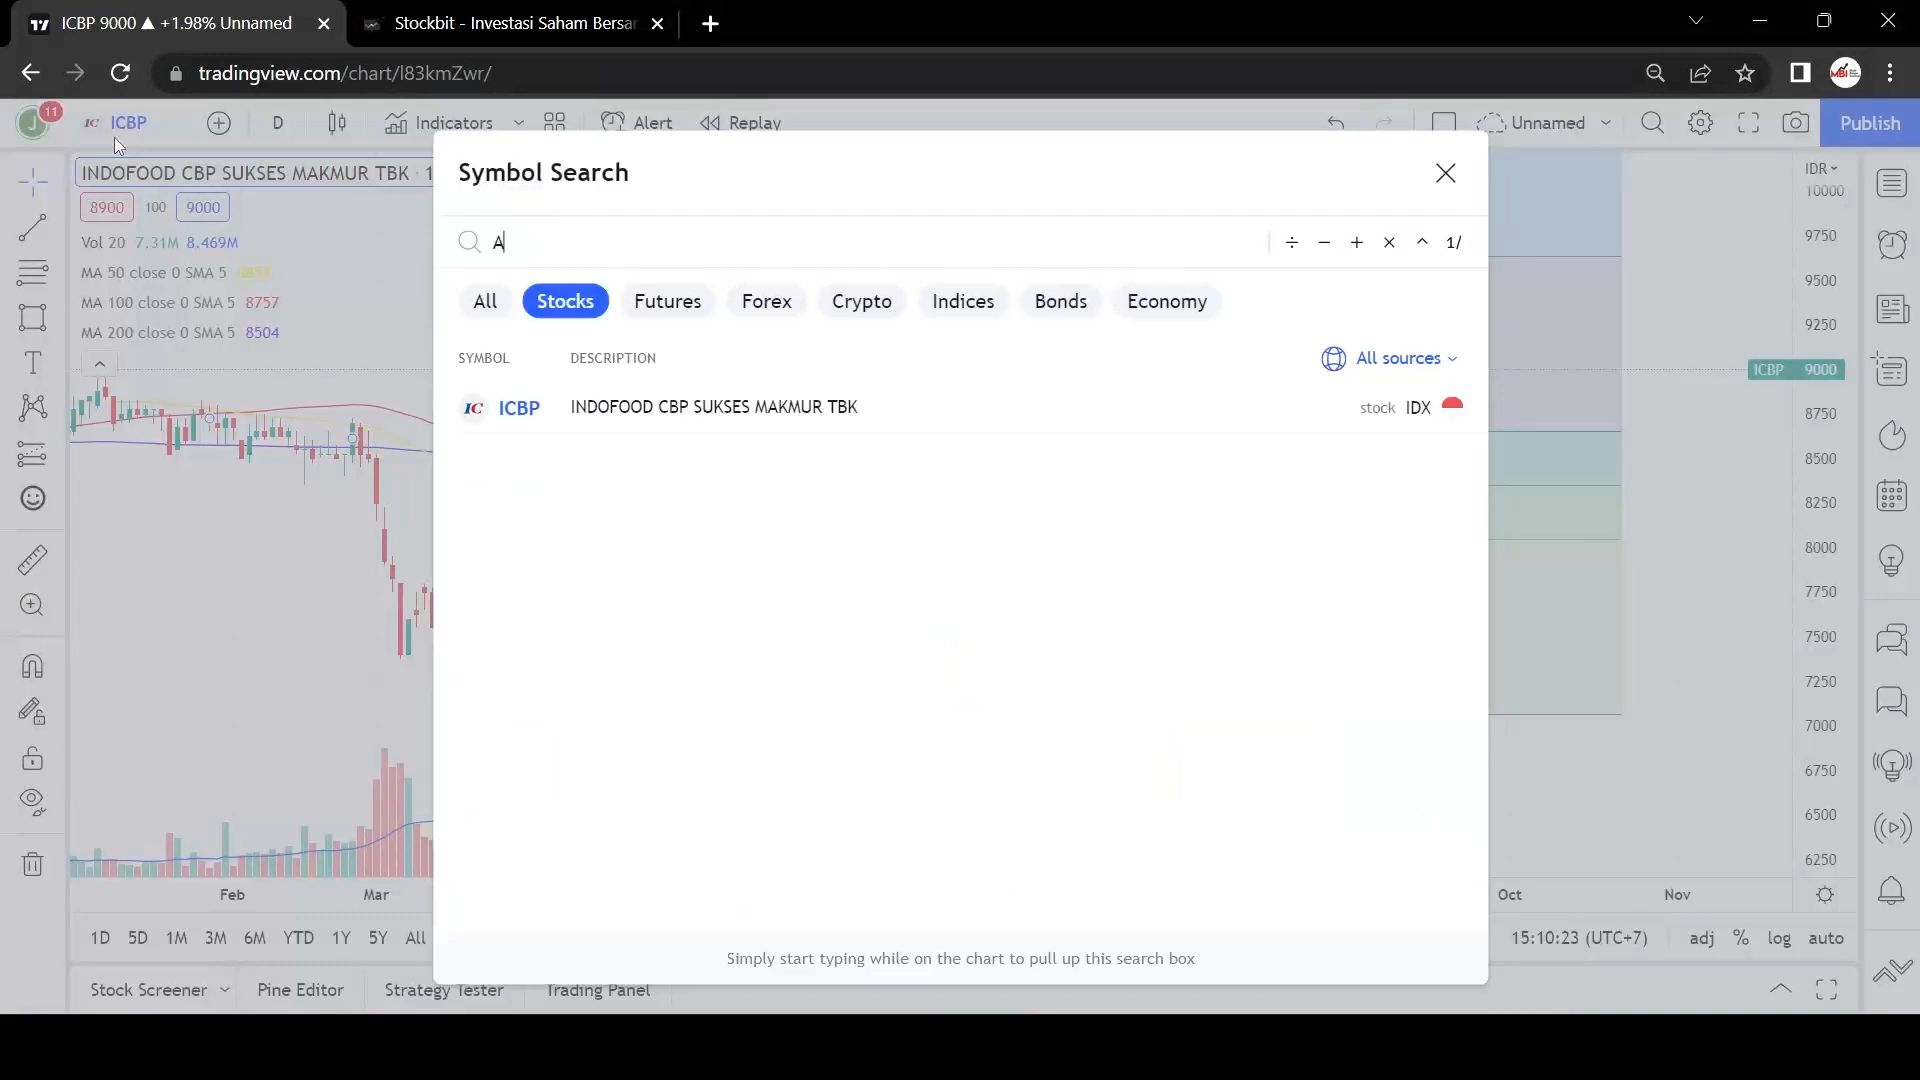 ICBP 9000 ▲ +1.98% Unnamed
Stockbit - Investasi Saham Bersa
tradingview.com/chart/l83kmZwr/
J 11
IC ICBP
D
Indicators
Alert
Replay
Unnamed
Publish
INDOFOOD CBP SUKSES MAKMUR TBK · 1
8900 100 9000
Vol 20 7.31M 8.469M
MA 50 close 0 SMA 5
MA 100 close 0 SMA 5 8757
MA 200 close 0 SMA 5 8504
Symbol Search
A
÷ − + × ^ 1/
All Stocks Futures Forex Crypto Indices Bonds Economy
SYMBOL DESCRIPTION
All sources
IC ICBP INDOFOOD CBP SUKSES MAKMUR TBK stock IDX
Simply start typing while on the chart to pull up this search box
IDR
10000
9750
9500
9250
ICBP 9000
8750
8500
8250
8000
7750
7500
7250
7000
6750
6500
6250
Feb Mar Oct Nov
1D 5D 1M 3M 6M YTD 1Y 5Y All
15:10:23 (UTC+7) adj % log auto
Stock Screener Pine Editor Strategy Tester Trading Panel